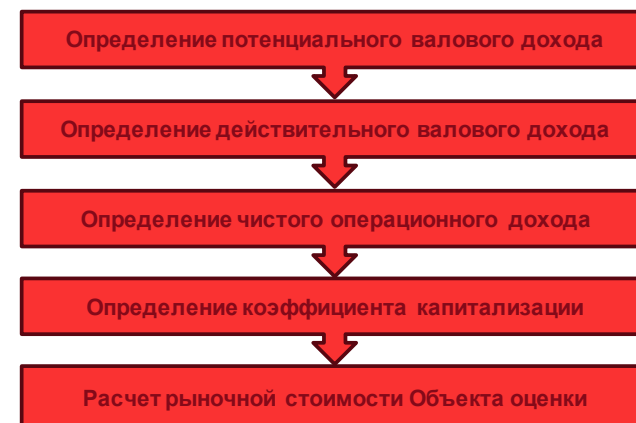 Определение потенциального валового дохода
Определение действительного валового дохода
Определение чистого операционного дохода
Определение коэффициента капитализации
Расчет рыночной стоимости Объекта оценки